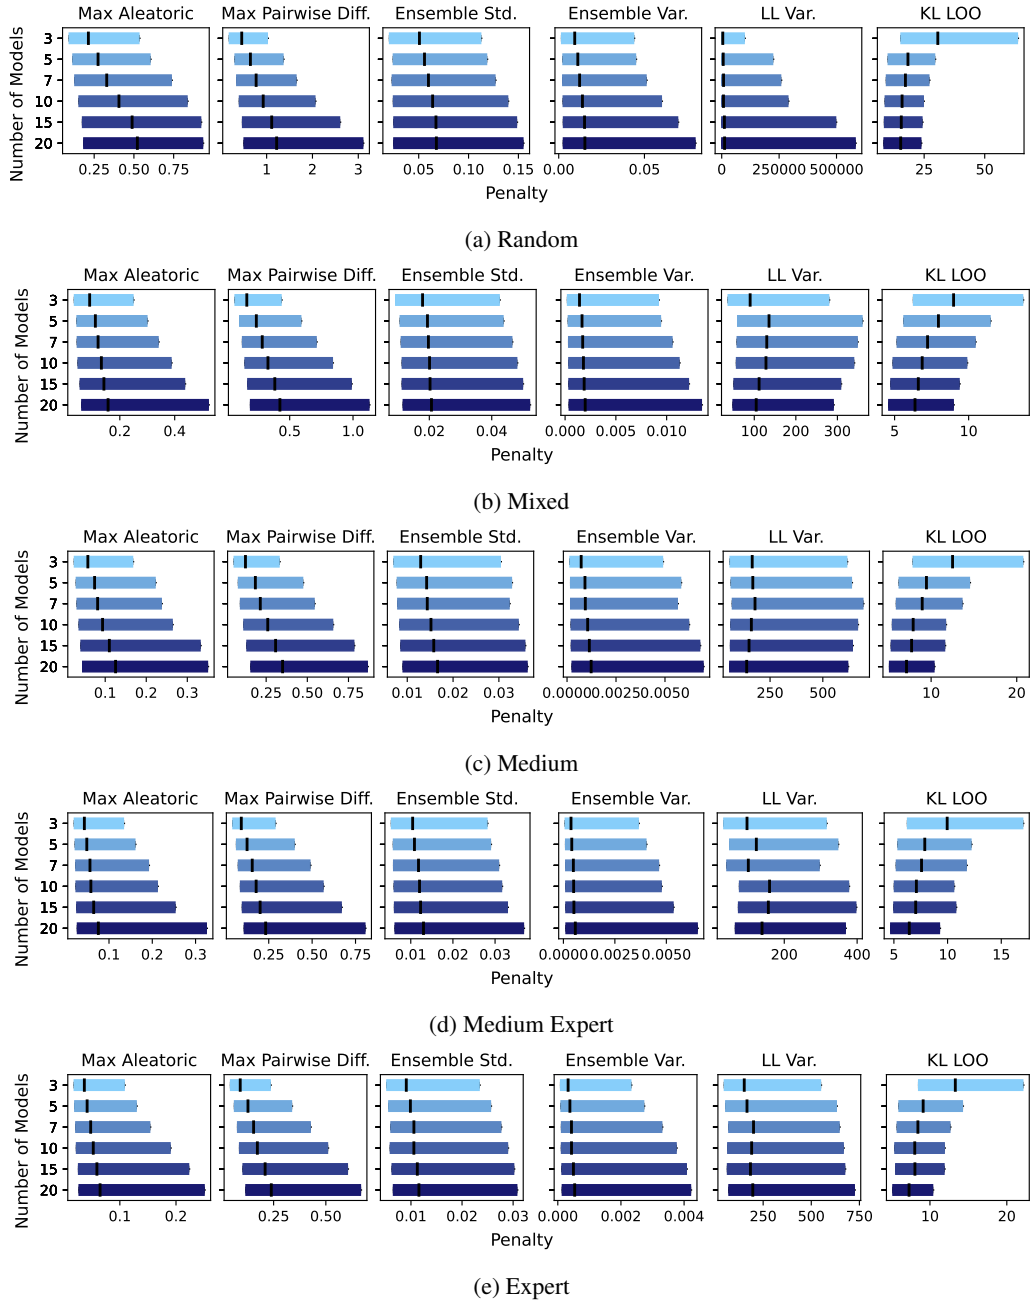 Max Aleatoric Max Pairwise Diff. Ensemble Std. Ensemble Var. LL Var. KL LOO
Number of Models
3
5
7
10
15
20
0.25 0.50 0.75 1 2 3 0.05 0.10 0.15 0.00 0.05 0 250000 500000 25 50
Penalty
(a) Random
Max Aleatoric Max Pairwise Diff. Ensemble Std. Ensemble Var. LL Var. KL LOO
Number of Models
3
5
7
10
15
20
0.2 0.4 0.5 1.0 0.02 0.04 0.000 0.005 0.010 100 200 300 5 10
Penalty
(b) Mixed
Max Aleatoric Max Pairwise Diff. Ensemble Std. Ensemble Var. LL Var. KL LOO
Number of Models
3
5
7
10
15
20
0.1 0.2 0.3 0.25 0.50 0.75 0.01 0.02 0.03 0.0000 0.0025 0.0050 250 500 10 20
Penalty
(c) Medium
Max Aleatoric Max Pairwise Diff. Ensemble Std. Ensemble Var. LL Var. KL LOO
Number of Models
3
5
7
10
15
20
0.1 0.2 0.3 0.25 0.50 0.75 0.01 0.02 0.03 0.0000 0.0025 0.0050 200 400 5 10 15
Penalty
(d) Medium Expert
Max Aleatoric Max Pairwise Diff. Ensemble Std. Ensemble Var. LL Var. KL LOO
Number of Models
3
5
7
10
15
20
0.1 0.2 0.25 0.50 0.01 0.02 0.03 0.000 0.002 0.004 250 500 750 10 20
Penalty
(e) Expert